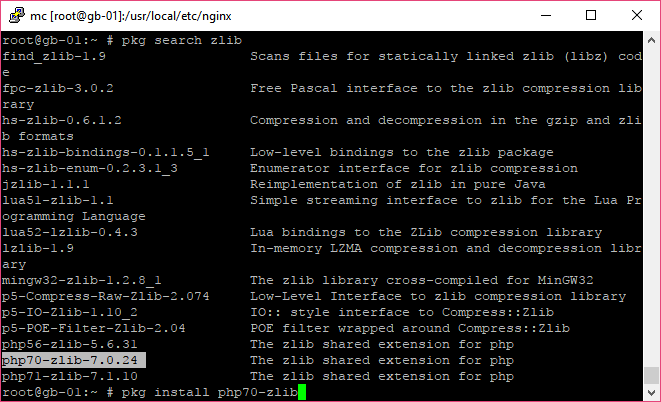 mc [root@gb-01]:/usr/local/etc/nginx
root@gb-01:~ # pkg search zlib
find_zlib-1.9                  Scans files for statically linked zlib (libz) cod
e
fpc-zlib-3.0.2                 Free Pascal interface to the zlib compression lib
rary
hs-zlib-0.6.1.2                Compression and decompression in the gzip and zli
b formats
hs-zlib-bindings-0.1.1.5_1     Low-level bindings to the zlib package
hs-zlib-enum-0.2.3.1_3         Enumerator interface for zlib compression
jzlib-1.1.1                    Reimplementation of zlib in pure Java
lua51-zlib-1.1                 Simple streaming interface to zlib for the Lua Pr
ogramming Language
lua52-lzlib-0.4.3              Lua bindings to the ZLib compression library
lzlib-1.9                      In-memory LZMA compression and decompression libr
ary
mingw32-zlib-1.2.8_1           The zlib library cross-compiled for MinGW32
p5-Compress-Raw-Zlib-2.074     Low-Level Interface to zlib compression library
p5-IO-Zlib-1.10_2              IO:: style interface to Compress::Zlib
p5-POE-Filter-Zlib-2.04        POE filter wrapped around Compress::Zlib
php56-zlib-5.6.31              The zlib shared extension for php
php70-zlib-7.0.24              The zlib shared extension for php
php71-zlib-7.1.10              The zlib shared extension for php
root@gb-01:~ # pkg install php70-zlib